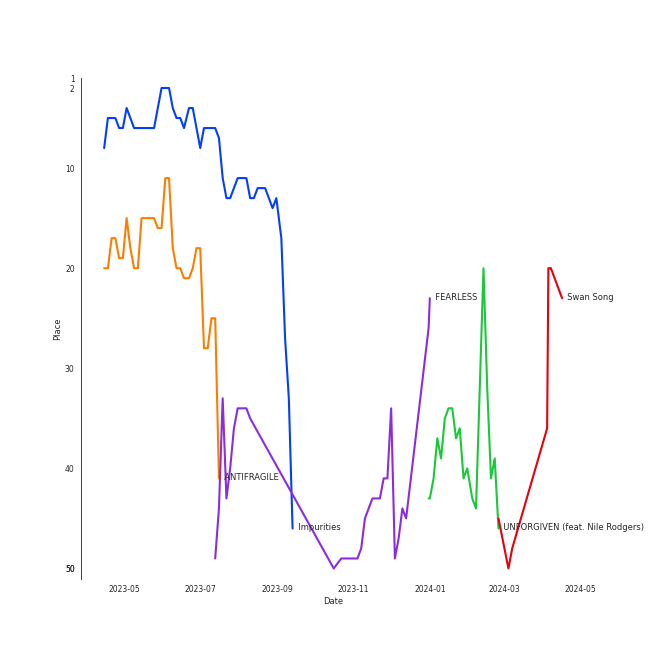 1
2
10
20
30
40
50
Place
FEARLESS
Swan Song
ANTIFRAGILE
Impurities
UNFORGIVEN (feat. Nile Rodgers)
2023-05
2023-07
2023-09
2023-11
2024-01
2024-03
2024-05
Date